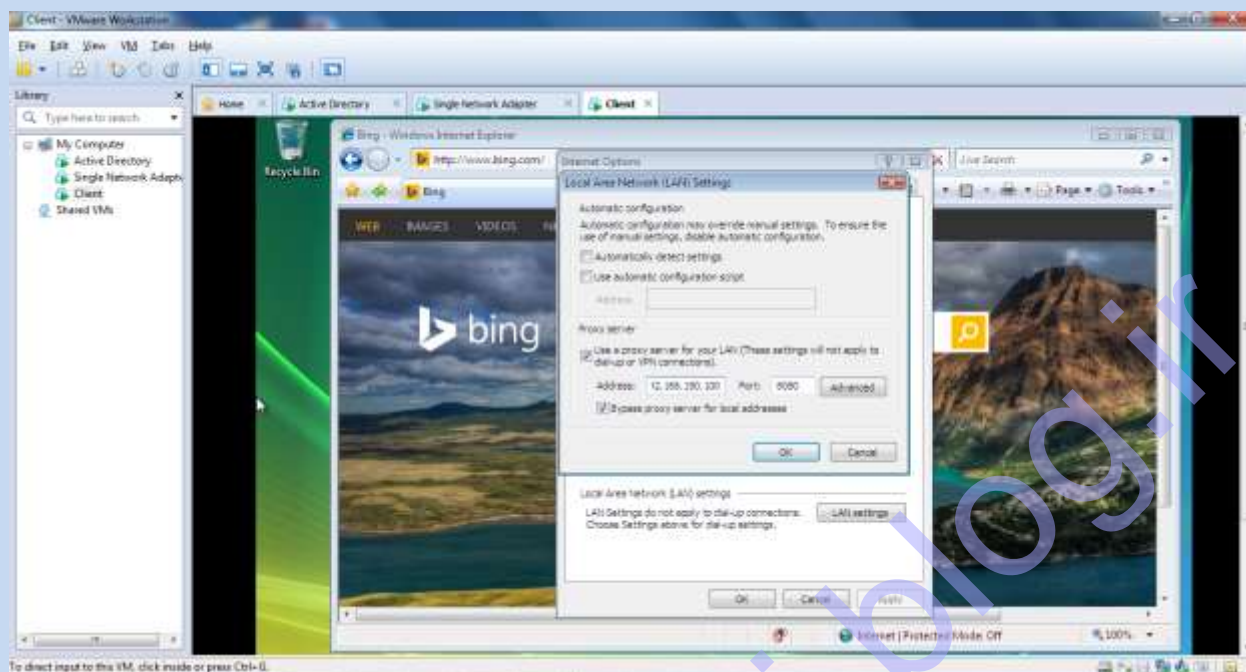 Client - VMware Workstation
File Edit View VM Tabs Help
Library
Type here to search
My Computer
Active Directory
Single Network Adapte
Client
Shared VMs
Home
Active Directory
Single Network Adapter
Client
Recycle Bin
Bing - Windows Internet Explorer
http://www.bing.com/
Live Search
Bing
Page
Tools
WEB IMAGES VIDEOS
bing
Internet Options
Local Area Network (LAN) Settings
Automatic configuration
Automatic configuration may override manual settings. To ensure the
use of manual settings, disable automatic configuration.
Automatically detect settings
Use automatic configuration script
Address
Proxy server
Use a proxy server for your LAN (These settings will not apply to
dial-up or VPN connections).
Address:
Port: 8080
Advanced
Bypass proxy server for local addresses
OK Cancel
Local Area Network (LAN) settings
LAN Settings do not apply to dial-up connections.
Choose Settings above for dial-up settings.
LAN settings
OK Cancel Apply
Internet | Protected Mode: Off
100%
To direct input to this VM, click inside or press Ctrl+G.
blog.ir